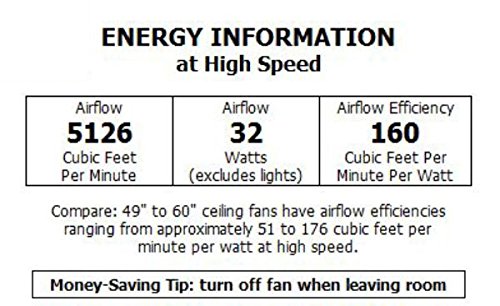 ENERGY INFORMATION
at High Speed
Airflow
5126
Cubic Feet
Per Minute
Airflow
32
Watts
(excludes lights)
Airflow Efficiency
160
Cubic Feet Per
Minute Per Watt
Compare: 49" to 60" ceiling fans have airflow efficiencies
ranging from approximately 51 to 176 cubic feet per
minute per watt at high speed.
Money-Saving Tip: turn off fan when leaving room